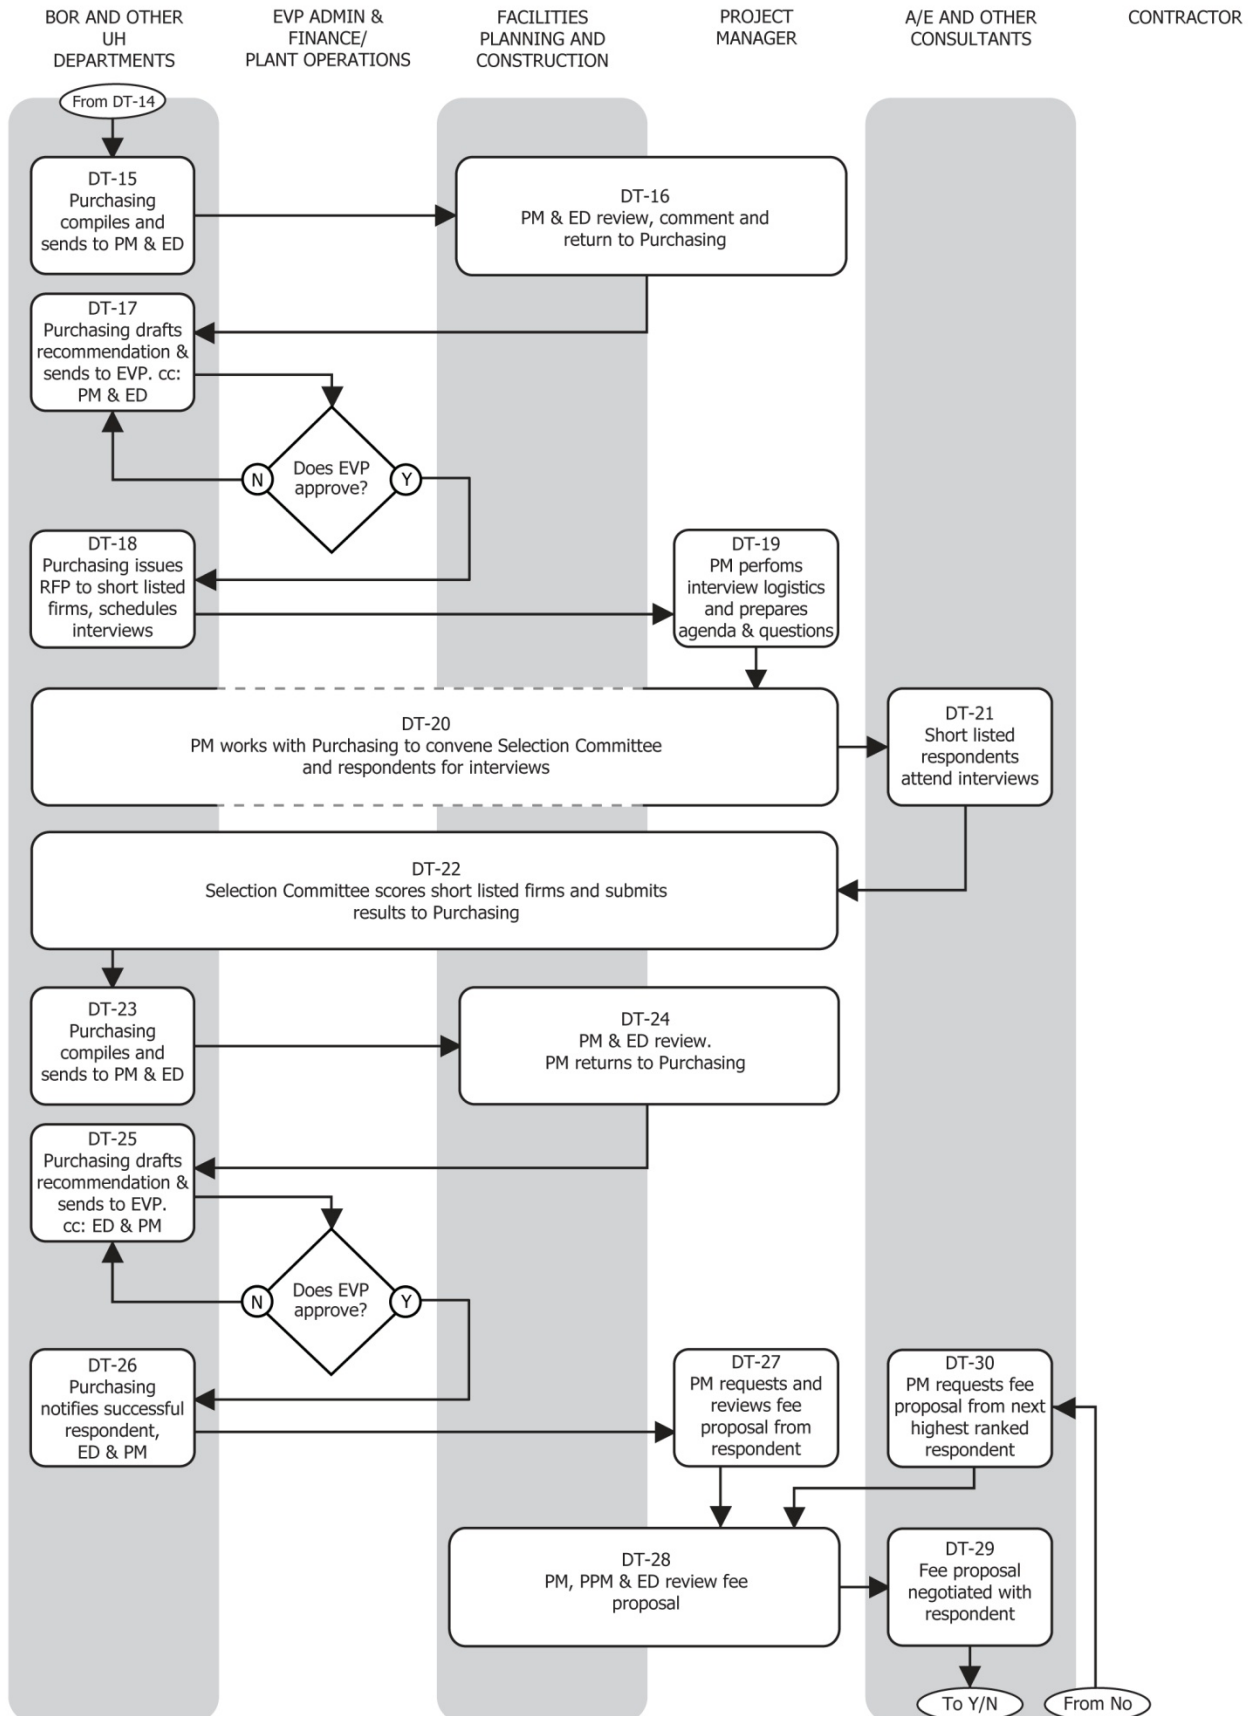 BOR AND OTHER
UH
DEPARTMENTS
EVP ADMIN &
FINANCE/
PLANT OPERATIONS
FACILITIES
PLANNING AND
CONSTRUCTION
PROJECT
MANAGER
A/E AND OTHER
CONSULTANTS
CONTRACTOR
From DT-14
DT-15
Purchasing
compiles and
sends to PM & ED
DT-16
PM & ED review, comment and
return to Purchasing
DT-17
Purchasing drafts
recommendation &
sends to EVP. cc:
PM & ED
Does EVP
approve?
N
Y
DT-18
Purchasing issues
RFP to short listed
firms, schedules
interviews
DT-19
PM perfoms
interview logistics
and prepares
agenda & questions
DT-20
PM works with Purchasing to convene Selection Committee
and respondents for interviews
DT-21
Short listed
respondents
attend interviews
DT-22
Selection Committee scores short listed firms and submits
results to Purchasing
DT-23
Purchasing
compiles and
sends to PM & ED
DT-24
PM & ED review.
PM returns to Purchasing
DT-25
Purchasing drafts
recommendation &
sends to EVP.
cc: ED & PM
Does EVP
approve?
N
Y
DT-26
Purchasing
notifies successful
respondent,
ED & PM
DT-27
PM requests and
reviews fee
proposal from
respondent
DT-30
PM requests fee
proposal from next
highest ranked
respondent
DT-28
PM, PPM & ED review fee
proposal
DT-29
Fee proposal
negotiated with
respondent
To Y/N
From No